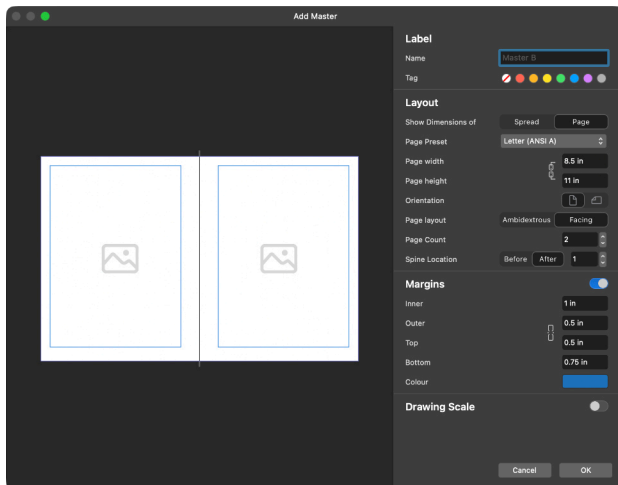 Add Master
Label
Name Master B
Tag
Layout
Show Dimensions of Spread Page
Page Preset Letter (ANSI A)
Page width 8.5 in
Page height 11 in
Orientation
Page layout Ambidextrous Facing
Page Count 2
Spine Location Before After 1
Margins
Inner 1 in
Outer 0.5 in
Top 0.5 in
Bottom 0.75 in
Colour
Drawing Scale
Cancel OK